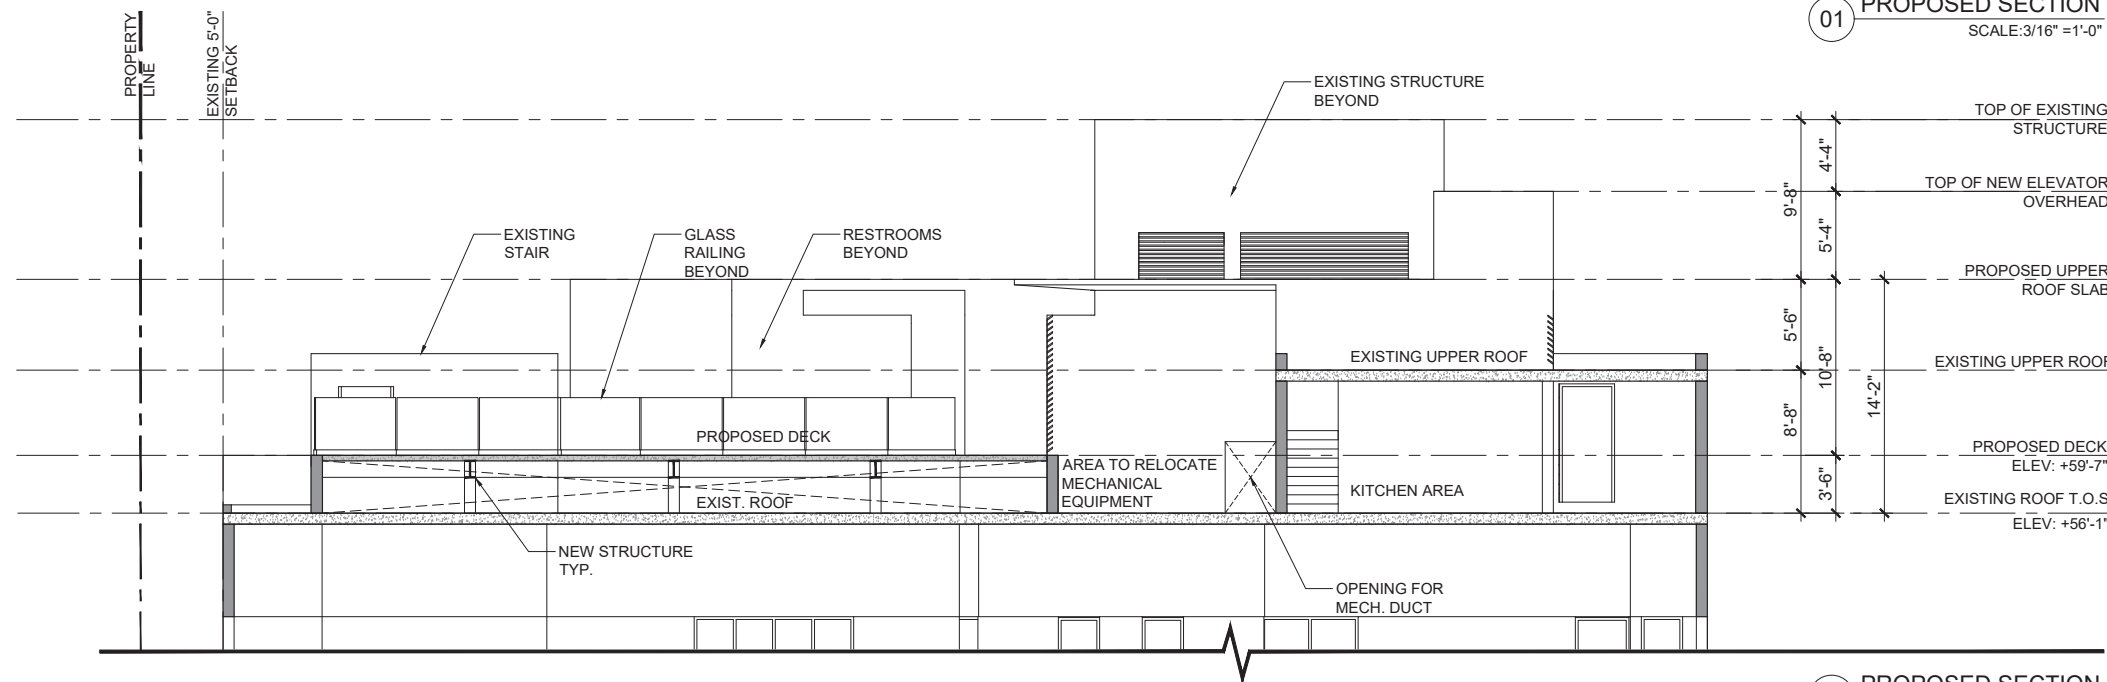 PROPOSED SECTION
01
SCALE:3/16" =1'-0"
PROPERTY
LINE
EXISTING 5'-0"
SETBACK
EXISTING STRUCTURE
BEYOND
TOP OF EXISTING
STRUCTURE
4'-4"
TOP OF NEW ELEVATOR
OVERHEAD
9'-8"
5'-4"
EXISTING
STAIR
GLASS
RAILING
BEYOND
RESTROOMS
BEYOND
PROPOSED UPPER
ROOF SLAB
5'-6"
EXISTING UPPER ROOF
EXISTING UPPER ROOF
10'-8"
14'-2"
8'-8"
PROPOSED DECK
PROPOSED DECK
ELEV: +59'-7"
AREA TO RELOCATE
MECHANICAL
EQUIPMENT
KITCHEN AREA
3'-6"
EXIST. ROOF
EXISTING ROOF T.O.S
ELEV: +56'-1"
NEW STRUCTURE
TYP.
OPENING FOR
MECH. DUCT
PROPOSED SECTION